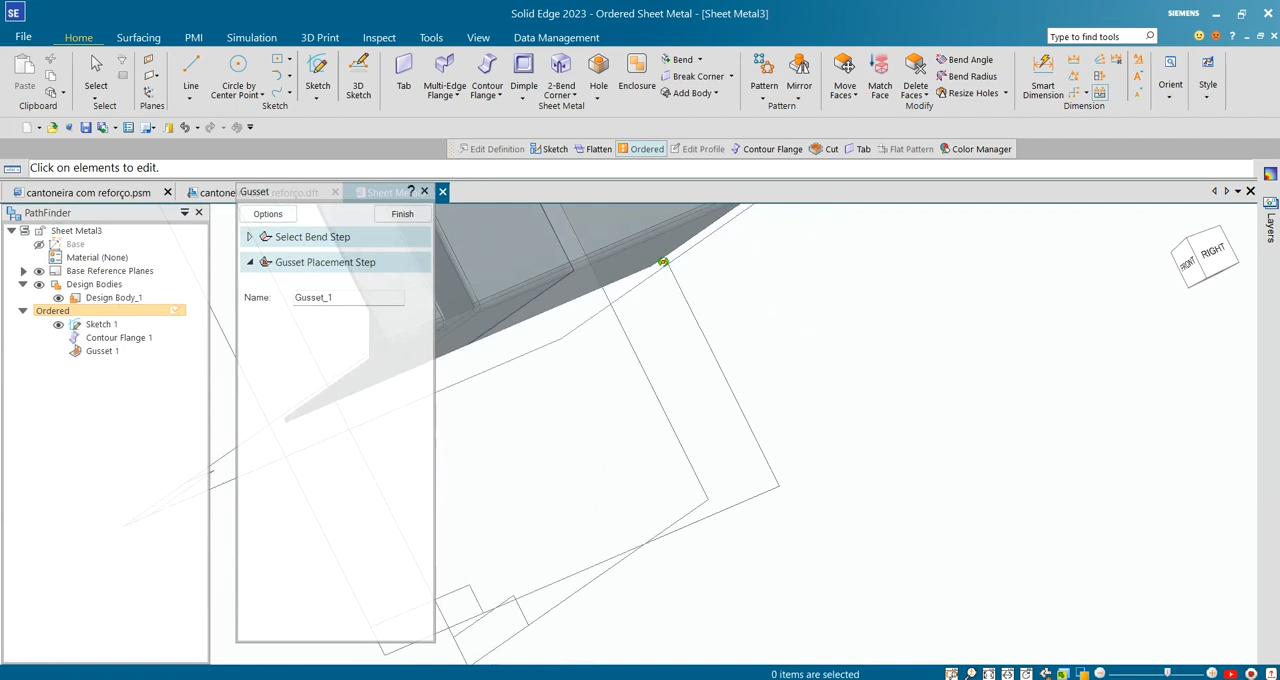 SE
Solid Edge 2023 - Ordered Sheet Metal - [Sheet Metal3]
SIEMENS
File Home Surfacing PMI Simulation 3D Print Inspect Tools View Data Management
Type to find tools
Paste
Clipboard
Select
Select
Planes
Line
Circle by Center Point
Sketch
Sketch
3D Sketch
Tab
Multi-Edge Flange
Contour Flange
Dimple
2-Bend Corner
Hole
Enclosure
Bend
Break Corner
Add Body
Sheet Metal
Pattern
Mirror
Pattern
Move Faces
Match Face
Delete Faces
Bend Angle
Bend Radius
Resize Holes
Modify
Smart Dimension
Dimension
Orient
Style
Edit Definition Sketch Flatten Ordered Edit Profile Contour Flange Cut Tab Flat Pattern Color Manager
Click on elements to edit.
cantoneira com reforço.psm
PathFinder
Sheet Metal3
Base
Material (None)
Base Reference Planes
Design Bodies
Design Body_1
Ordered
Sketch 1
Contour Flange 1
Gusset 1
Gusset
Options
Finish
Select Bend Step
Gusset Placement Step
Name: Gusset_1
FRONT
RIGHT
Layers
0 items are selected